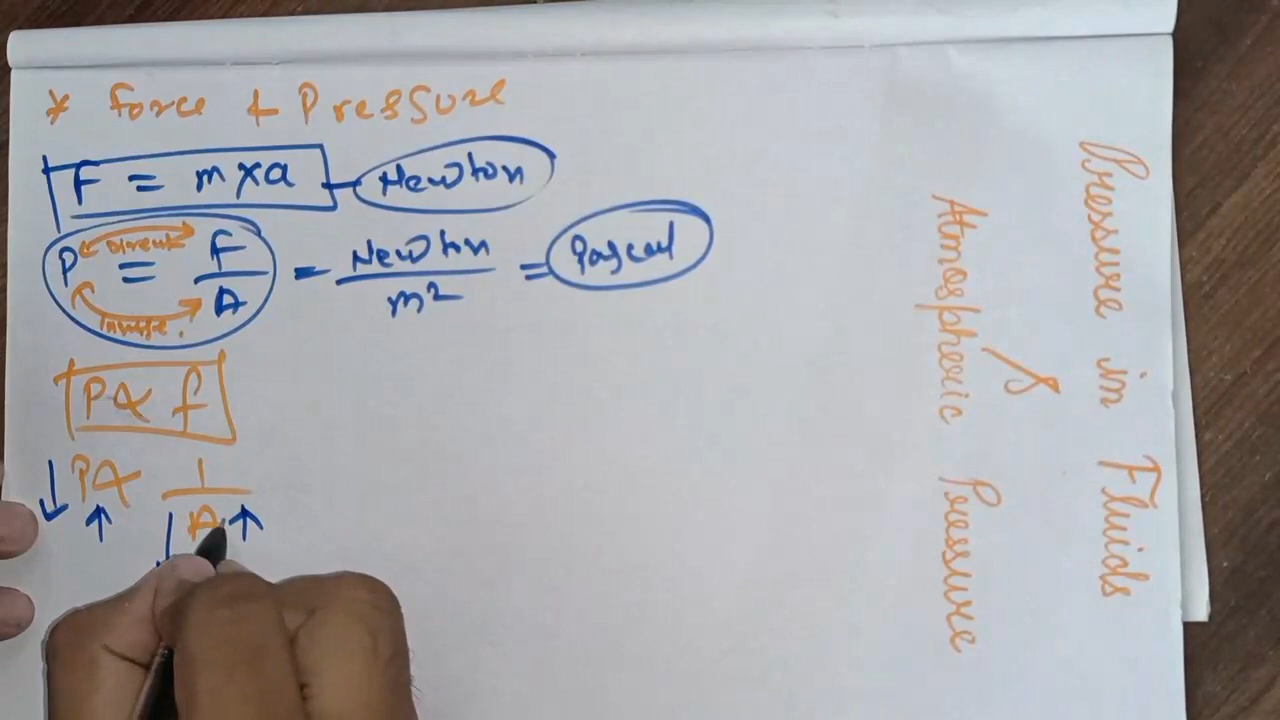 * Force & Pressure
F = m x a - Newton
P = F/A = Newton/m² = Pascal
Direct
Inverse.
P ∝ f
↓ P ∝ 1/A ↑
↑ ↓
Pressure in Fluids
&
Atmospheric Pressure